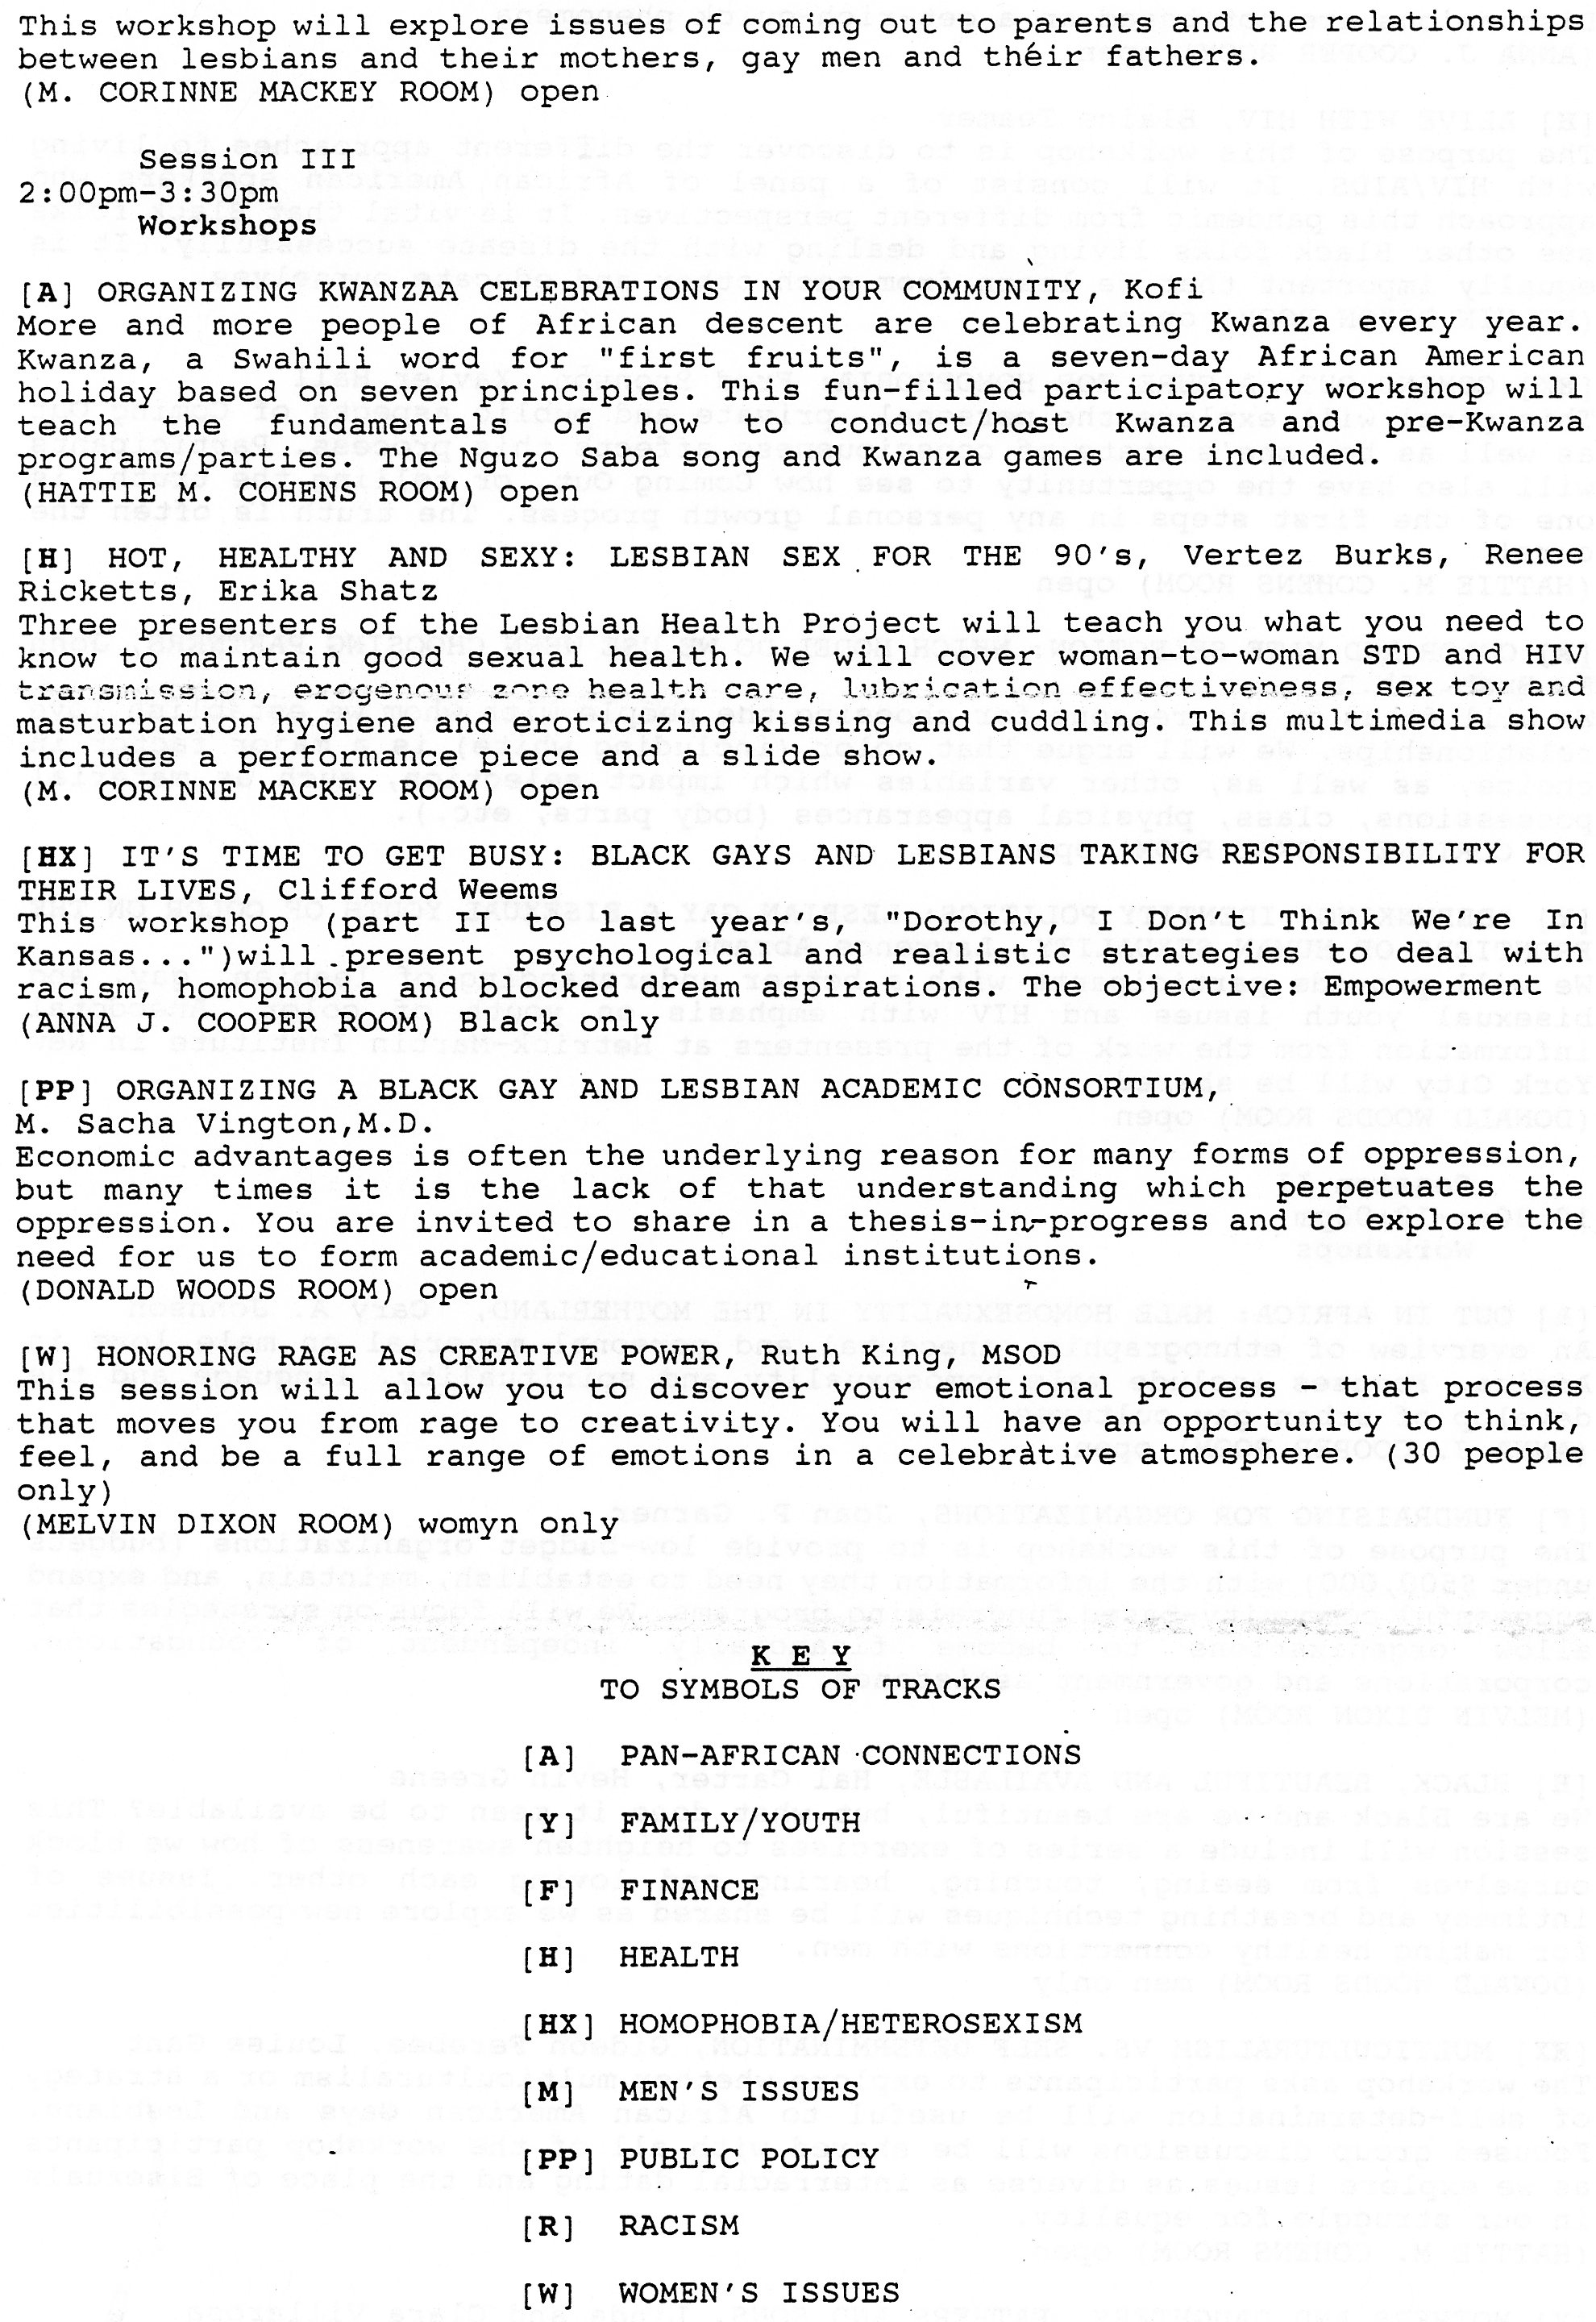 This workshop will explore issues of coming out to parents and the relationships
between lesbians and their mothers, gay men and their fathers.
(M. CORINNE MACKEY ROOM) open
Session III
2:00pm-3:30pm
Workshops
[A] ORGANIZING KWANZAA CELEBRATIONS IN YOUR COMMUNITY, Kofi
More and more people of African descent are celebrating Kwanza every year.
Kwanza, a Swahili word for "first fruits", is a seven-day African American
holiday based on seven principles. This fun-filled participatory workshop will
teach the fundamentals of how to conduct/host Kwanza and pre-Kwanza
programs/parties. The Nguzo Saba song and Kwanza games are included.
(HATTIE M. COHENS ROOM) open
[H] HOT, HEALTHY AND SEXY: LESBIAN SEX FOR THE 90's, Vertez Burks, Renee
Ricketts, Erika Shatz
Three presenters of the Lesbian Health Project will teach you what you need to
know to maintain good sexual health. We will cover woman-to-woman STD and HIV
transmission, erogenous zone health care, lubrication effectiveness, sex toy and
masturbation hygiene and eroticizing kissing and cuddling. This multimedia show
includes a performance piece and a slide show.
(M. CORINNE MACKEY ROOM) open
[HX] IT'S TIME TO GET BUSY: BLACK GAYS AND LESBIANS TAKING RESPONSIBILITY FOR
THEIR LIVES, Clifford Weems
This workshop (part II to last year's, "Dorothy, I Don't Think We're In
Kansas...")will present psychological and realistic strategies to deal with
racism, homophobia and blocked dream aspirations. The objective: Empowerment
(ANNA J. COOPER ROOM) Black only
[PP] ORGANIZING A BLACK GAY AND LESBIAN ACADEMIC CONSORTIUM,
M. Sacha Vington,M.D.
Economic advantages is often the underlying reason for many forms of oppression,
but many times it is the lack of that understanding which perpetuates the
oppression. You are invited to share in a thesis-in-progress and to explore the
need for us to form academic/educational institutions.
(DONALD WOODS ROOM) open
[W] HONORING RAGE AS CREATIVE POWER, Ruth King, MSOD
This session will allow you to discover your emotional process - that process
that moves you from rage to creativity. You will have an opportunity to think,
feel, and be a full range of emotions in a celebrative atmosphere. (30 people
only)
(MELVIN DIXON ROOM) womyn only
K E Y
TO SYMBOLS OF TRACKS
[A] PAN-AFRICAN CONNECTIONS
[Y] FAMILY/YOUTH
[F] FINANCE
[H] HEALTH
[HX] HOMOPHOBIA/HETEROSEXISM
[M] MEN'S ISSUES
[PP] PUBLIC POLICY
[R] RACISM
[W] WOMEN'S ISSUES